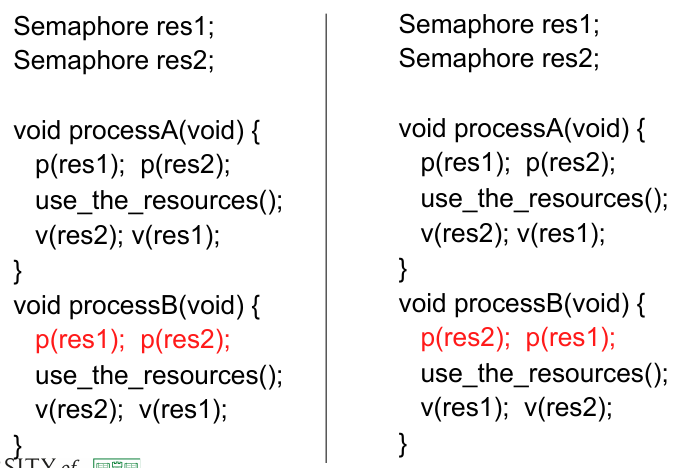 Semaphore res1;
Semaphore res2;
void processA(void) {
p(res1); p(res2);
use_the_resources();
v(res2); v(res1);
}
void processB(void) {
p(res1); p(res2);
use_the_resources();
v(res2); v(res1);
}
SITY of
Semaphore res1;
Semaphore res2;
void processA(void) {
p(res1); p(res2);
use_the_resources();
v(res2); v(res1);
}
void processB(void) {
p(res2); p(res1);
use_the_resources();
v(res1); v(res2);
}